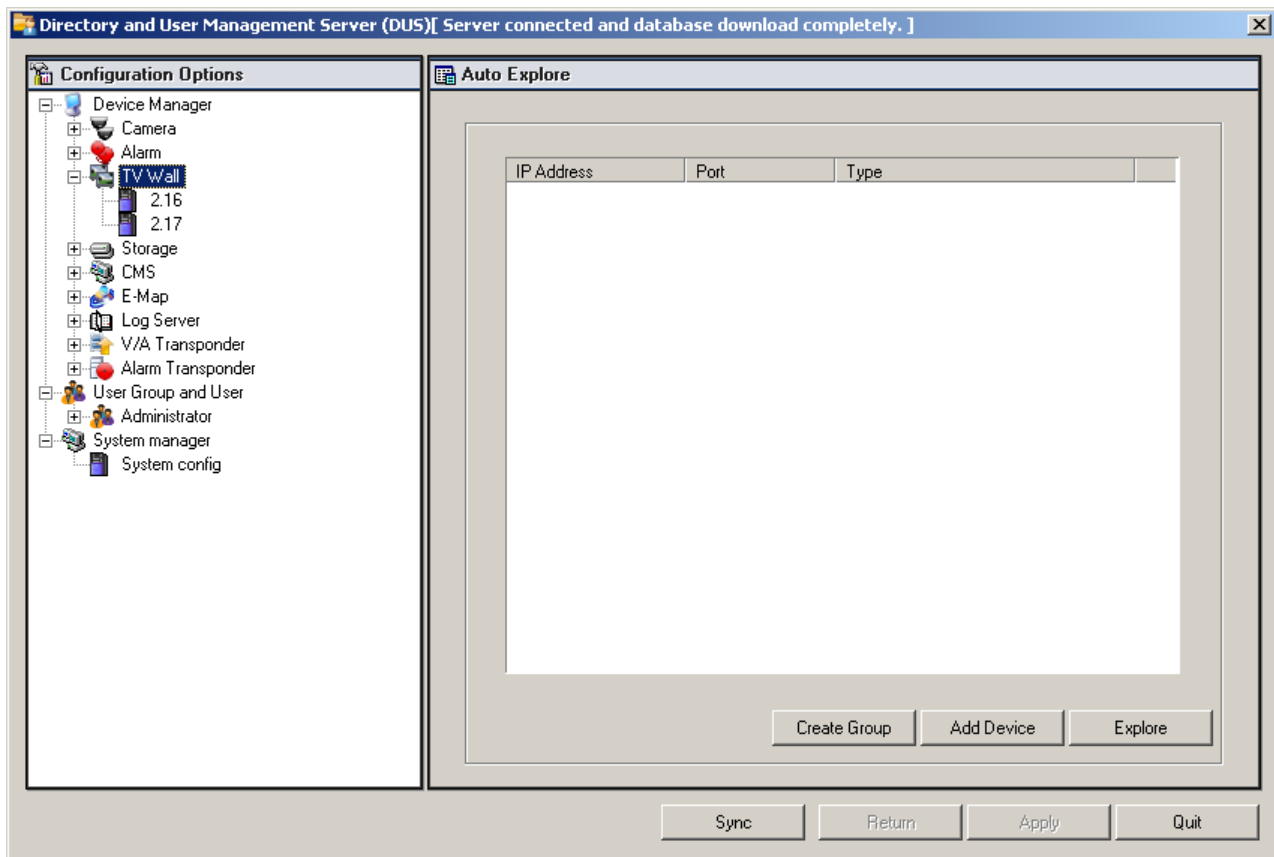 Directory and User Management Server (DUS)[ Server connected and database download completely. ]
Configuration Options
Device Manager
Camera
Alarm
TV Wall
2.16
2.17
Storage
CMS
E-Map
Log Server
V/A Transponder
Alarm Transponder
User Group and User
Administrator
System manager
System config
Auto Explore
IP Address Port Type
Create Group Add Device Explore
Sync Return Apply Quit